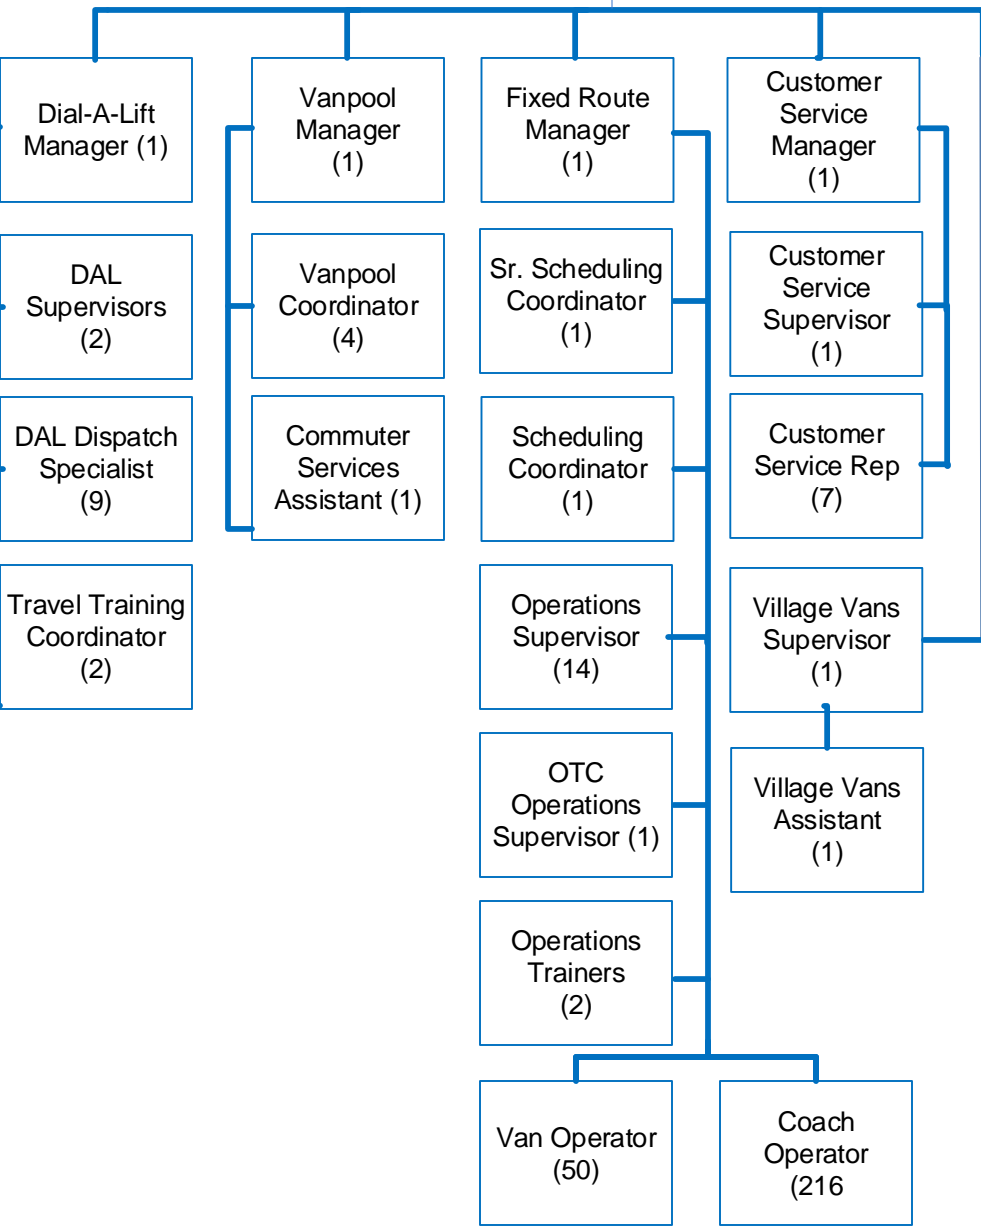 Dial-A-Lift
Manager (1)
DAL
Supervisors
(2)
DAL Dispatch
Specialist
(9)
Travel Training
Coordinator
(2)
Vanpool
Manager
(1)
Vanpool
Coordinator
(4)
Commuter
Services
Assistant (1)
Fixed Route
Manager
(1)
Sr. Scheduling
Coordinator
(1)
Scheduling
Coordinator
(1)
Operations
Supervisor
(14)
OTC
Operations
Supervisor (1)
Operations
Trainers
(2)
Van Operator
(50)
Coach
Operator
(216
Customer
Service
Manager
(1)
Customer
Service
Supervisor
(1)
Customer
Service Rep
(7)
Village Vans
Supervisor
(1)
Village Vans
Assistant
(1)